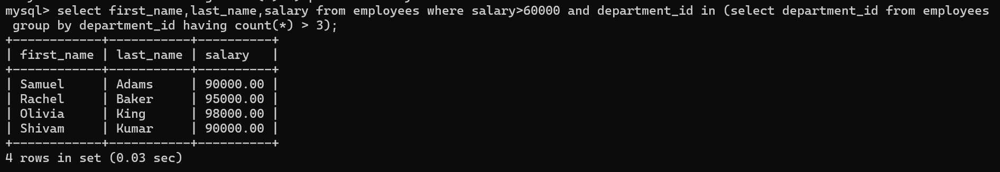 mysql> select first_name,last_name,salary from employees where salary>60000 and department_id in (select department_id from employees
 group by department_id having count(*) > 3);
+------------+-----------+----------+
| first_name | last_name | salary   |
+------------+-----------+----------+
| Samuel     | Adams     | 90000.00 |
| Rachel     | Baker     | 95000.00 |
| Olivia     | King      | 98000.00 |
| Shivam     | Kumar     | 90000.00 |
+------------+-----------+----------+
4 rows in set (0.03 sec)